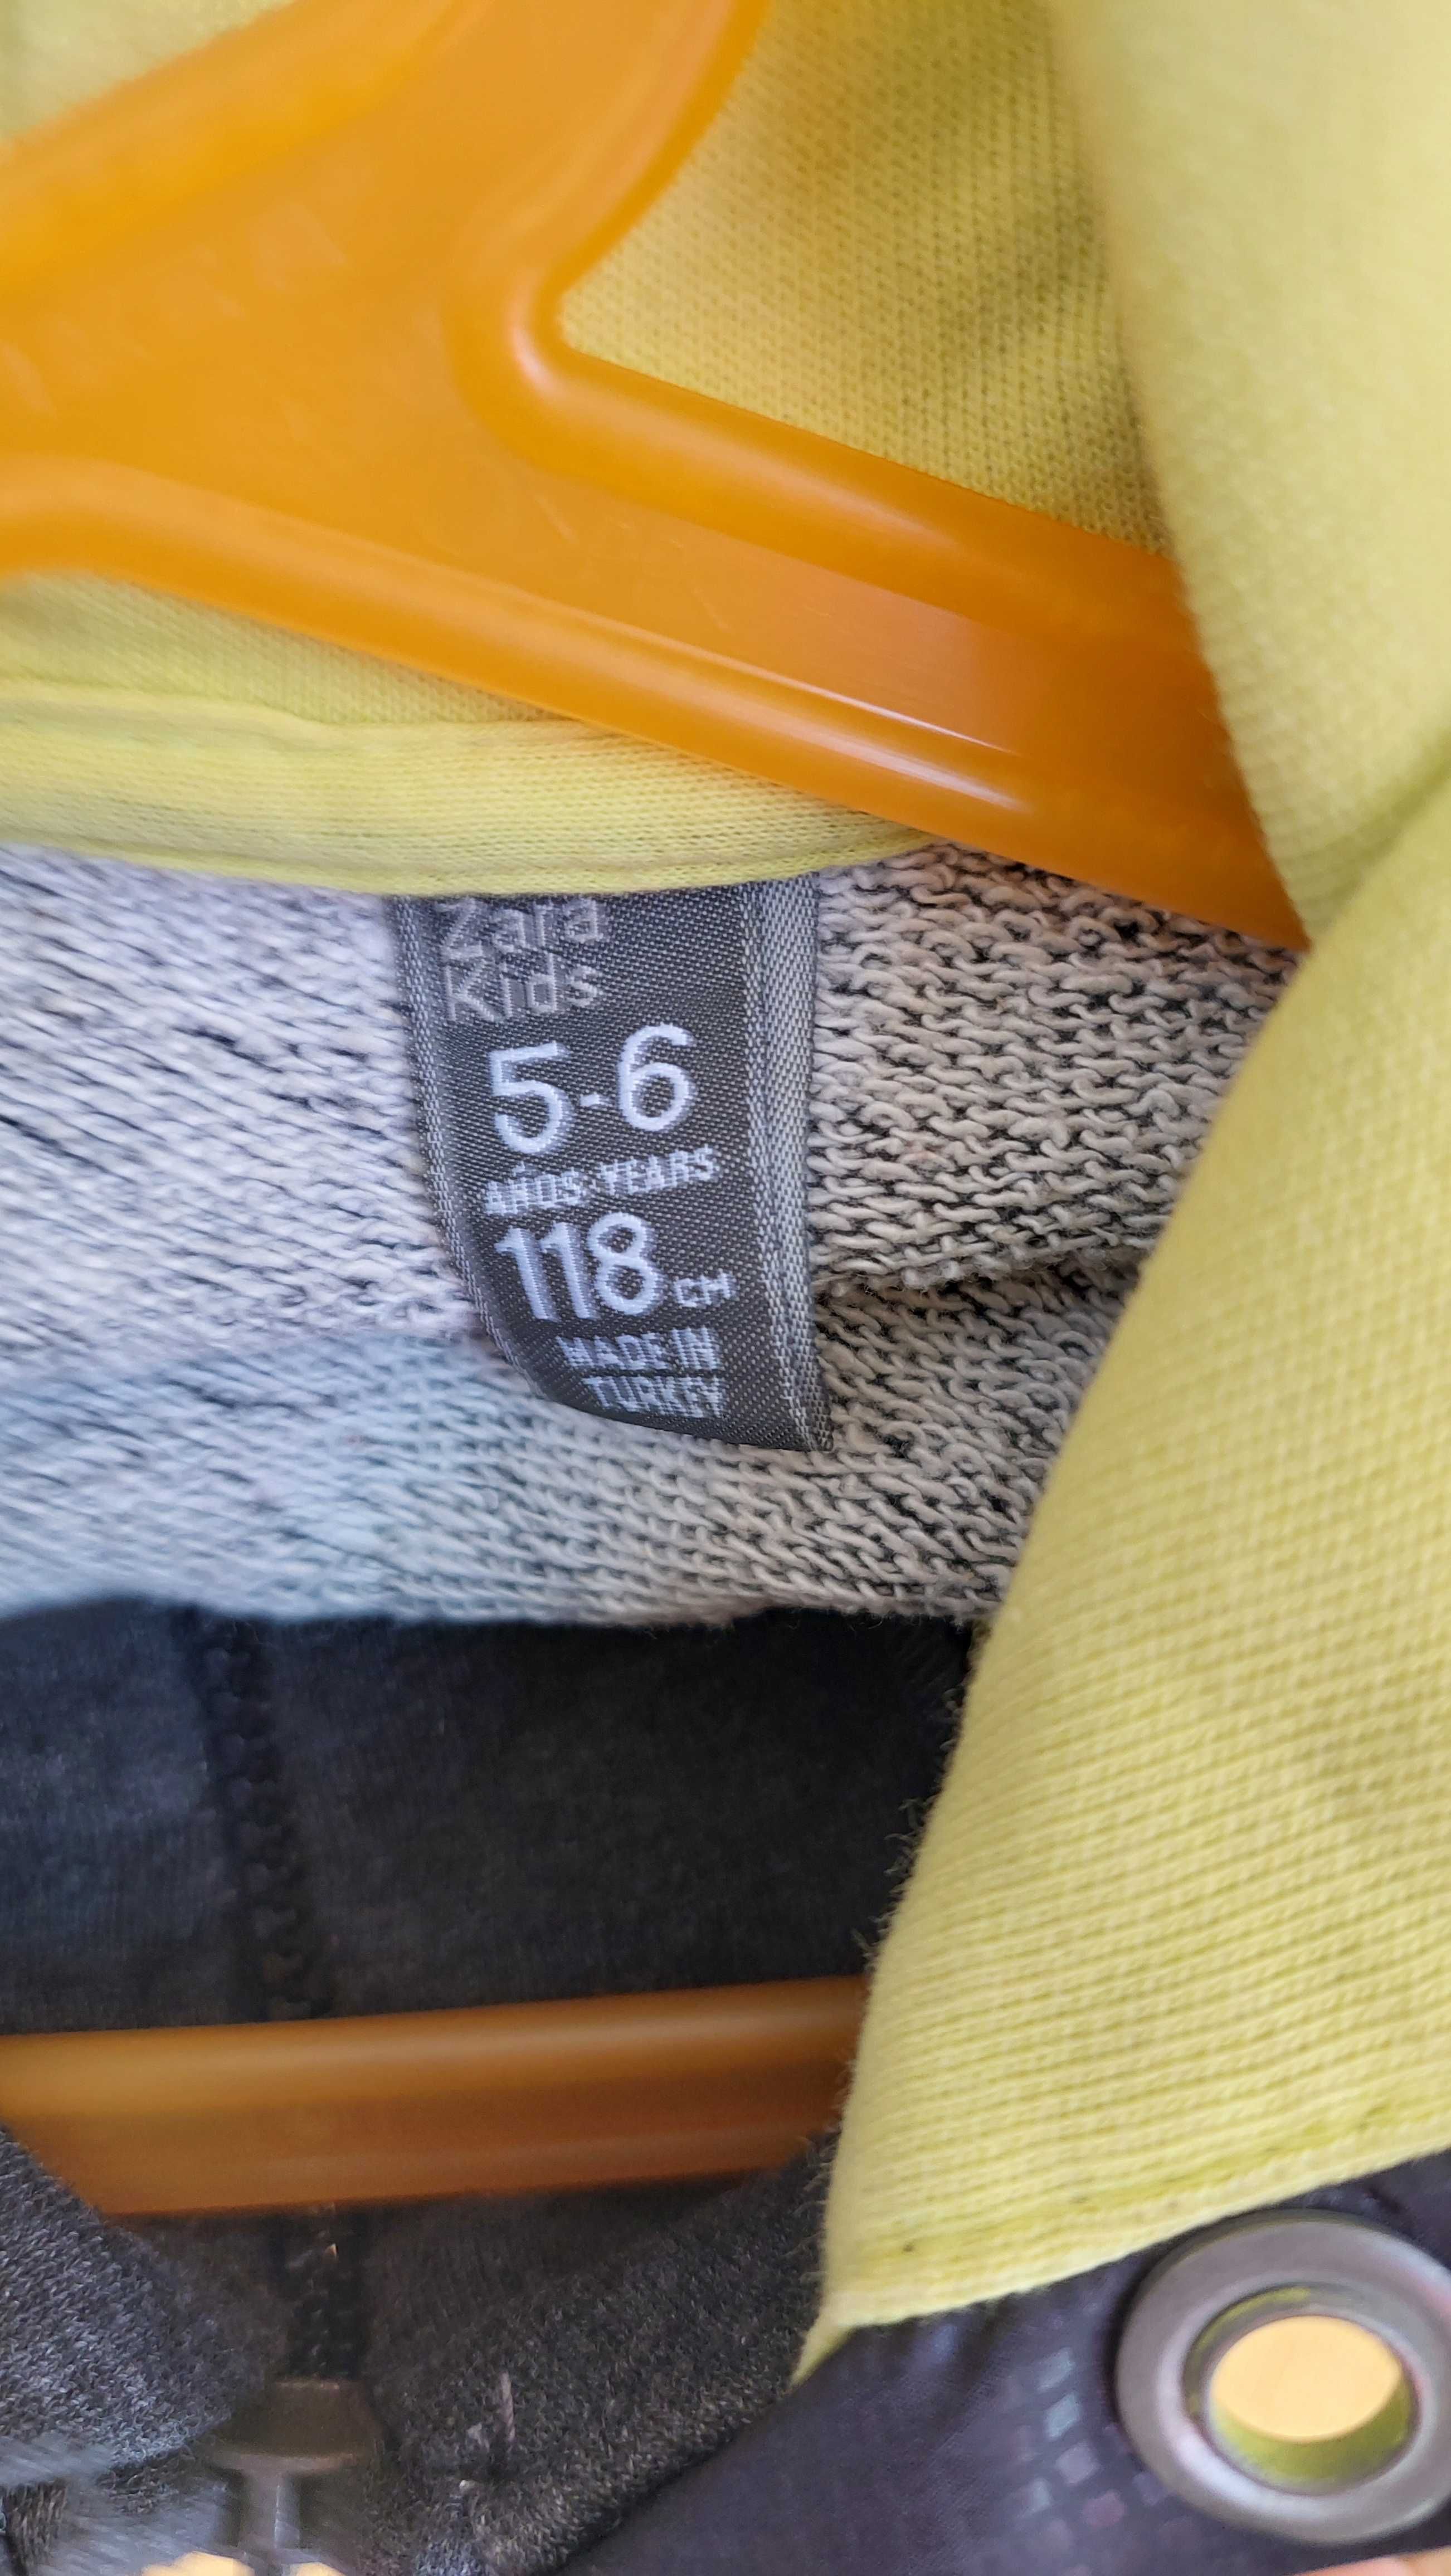 Zara
Kids
5-6
AÑOS-YEARS
118 CM
MADE IN
TURKEY